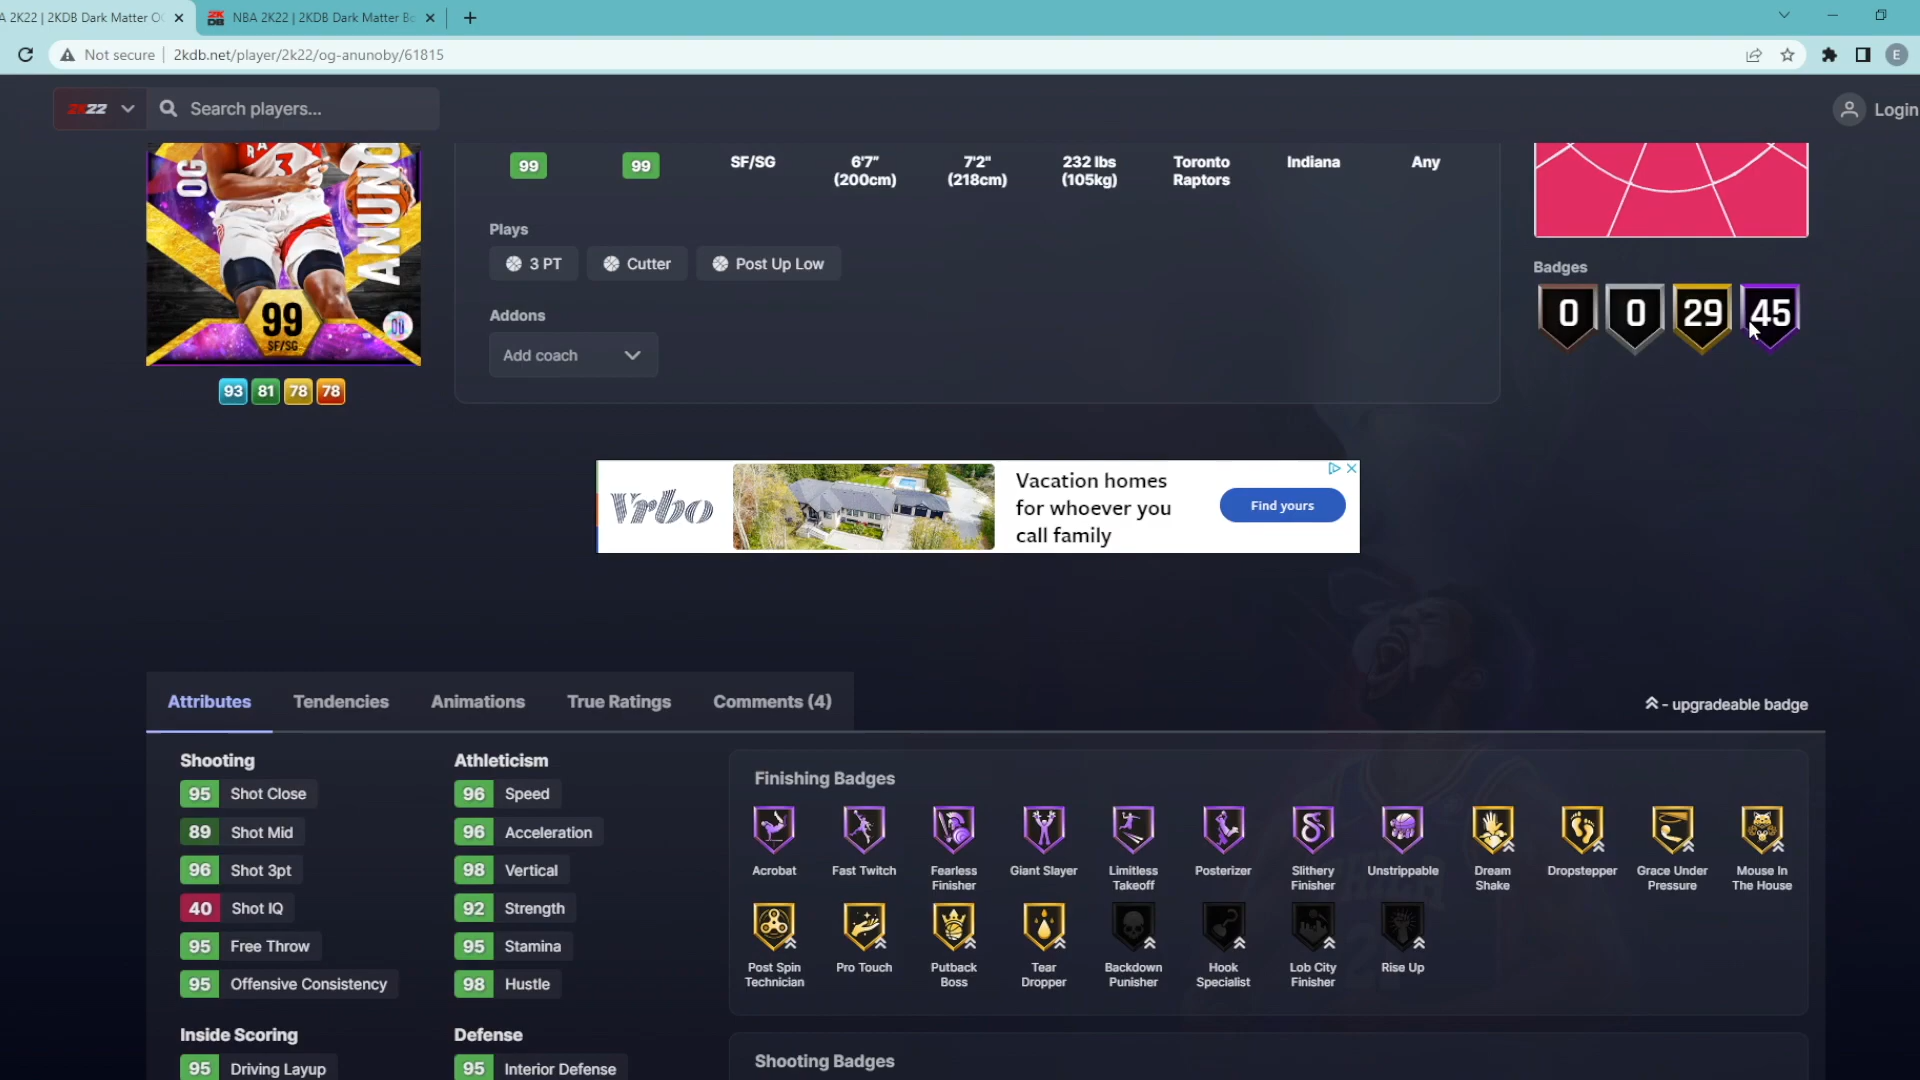 A 2K22 | 2KDB Dark Matter OG
NBA 2K22 | 2KDB Dark Matter Bo
Not secure
2kdb.net/player/2k22/og-anunoby/61815
E
2K22
Search players...
Login
OG
ANUNO
3
99
SF/SG
93 81 78 78
99 99 SF/SG 6'7" (200cm) 7'2" (218cm) 232 lbs (105kg) Toronto Raptors Indiana Any
Plays
3 PT Cutter Post Up Low
Addons
Add coach
Badges
0 0 29 45
Vrbo
Vacation homes
for whoever you
call family
Find yours
Attributes Tendencies Animations True Ratings Comments (4)
- upgradeable badge
Shooting
95 Shot Close
89 Shot Mid
96 Shot 3pt
40 Shot IQ
95 Free Throw
95 Offensive Consistency
Inside Scoring
95 Driving Layup
Athleticism
96 Speed
96 Acceleration
98 Vertical
92 Strength
95 Stamina
98 Hustle
Defense
95 Interior Defense
Finishing Badges
Acrobat
Fast Twitch
Fearless Finisher
Giant Slayer
Limitless Takeoff
Posterizer
Slithery Finisher
Unstrippable
Dream Shake
Dropstepper
Grace Under Pressure
Mouse In The House
Post Spin Technician
Pro Touch
Putback Boss
Tear Dropper
Backdown Punisher
Hook Specialist
Lob City Finisher
Rise Up
Shooting Badges